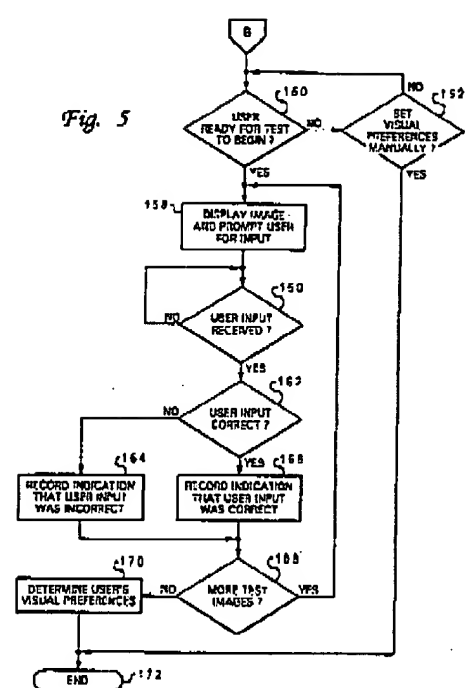 B
Fig. 5
NO
USER
READY FOR TEST
TO BEGIN ?
NO
SET
VISUAL
PREFERENCES
MANUALLY ?
YES
YES
DISPLAY IMAGE
AND PROMPT USER
FOR INPUT
USER INPUT
RECEIVED ?
NO
YES
162
USER INPUT
CORRECT ?
NO
YES
164
RECORD INDICATION
THAT USER INPUT
WAS INCORRECT
RECORD INDICATION
THAT USER INPUT
WAS CORRECT
170
DETERMINE USER'S
VISUAL PREFERENCES
NO
MORE TEST
IMAGES ?
YES
END
172